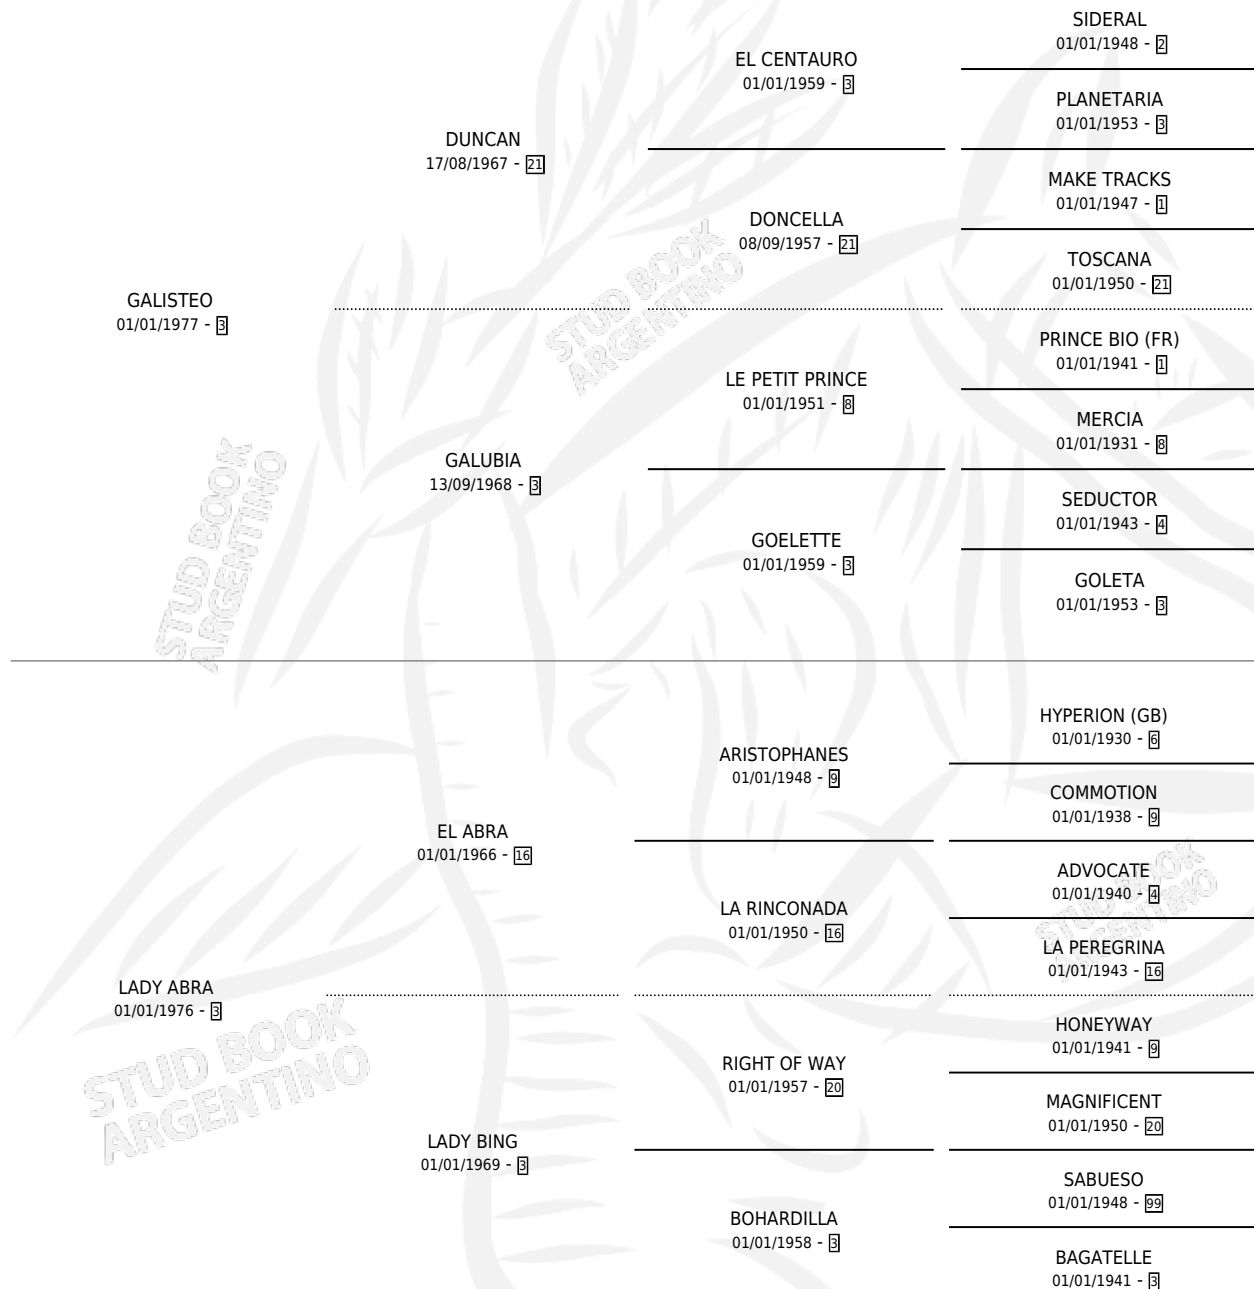 SIDERAL
01/01/1948 - 2
EL CENTAURO
01/01/1959 - 3
PLANETARIA
01/01/1953 - 3
DUNCAN
17/08/1967 - 21
MAKE TRACKS
01/01/1947 - 1
DONCELLA
08/09/1957 - 21
TOSCANA
01/01/1950 - 21
GALISTEO
01/01/1977 - 3
STUD BOOK
ARGENTINO
PRINCE BIO (FR)
01/01/1941 - 1
LE PETIT PRINCE
01/01/1951 - 8
MERCIA
01/01/1931 - 8
GALUBIA
13/09/1968 - 3
SEDUCTOR
01/01/1943 - 4
GOELETTE
01/01/1959 - 3
GOLETA
01/01/1953 - 3
STUD BOOK
ARGENTINO
HYPERION (GB)
01/01/1930 - 6
ARISTOPHANES
01/01/1948 - 9
COMMOTION
01/01/1938 - 9
EL ABRA
01/01/1966 - 16
ADVOCATE
01/01/1940 - 4
LA RINCONADA
01/01/1950 - 16
STUD BOOK
ARGENTINO
LA PEREGRINA
01/01/1943 - 16
LADY ABRA
01/01/1976 - 3
STUD BOOK
ARGENTINO
HONEYWAY
01/01/1941 - 9
RIGHT OF WAY
01/01/1957 - 20
MAGNIFICENT
01/01/1950 - 20
LADY BING
01/01/1969 - 3
SABUESO
01/01/1948 - 99
BOHARDILLA
01/01/1958 - 3
BAGATELLE
01/01/1941 - 3